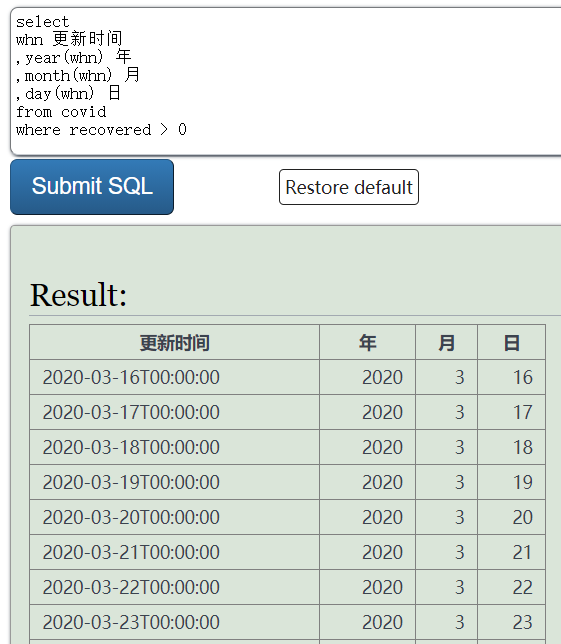 select
whn 更新时间
,year(whn) 年
,month(whn) 月
,day(whn) 日
from covid
where recovered > 0
Submit SQL Restore default
Result:
更新时间 年 月 日
2020-03-16T00:00:00 2020 3 16
2020-03-17T00:00:00 2020 3 17
2020-03-18T00:00:00 2020 3 18
2020-03-19T00:00:00 2020 3 19
2020-03-20T00:00:00 2020 3 20
2020-03-21T00:00:00 2020 3 21
2020-03-22T00:00:00 2020 3 22
2020-03-23T00:00:00 2020 3 23